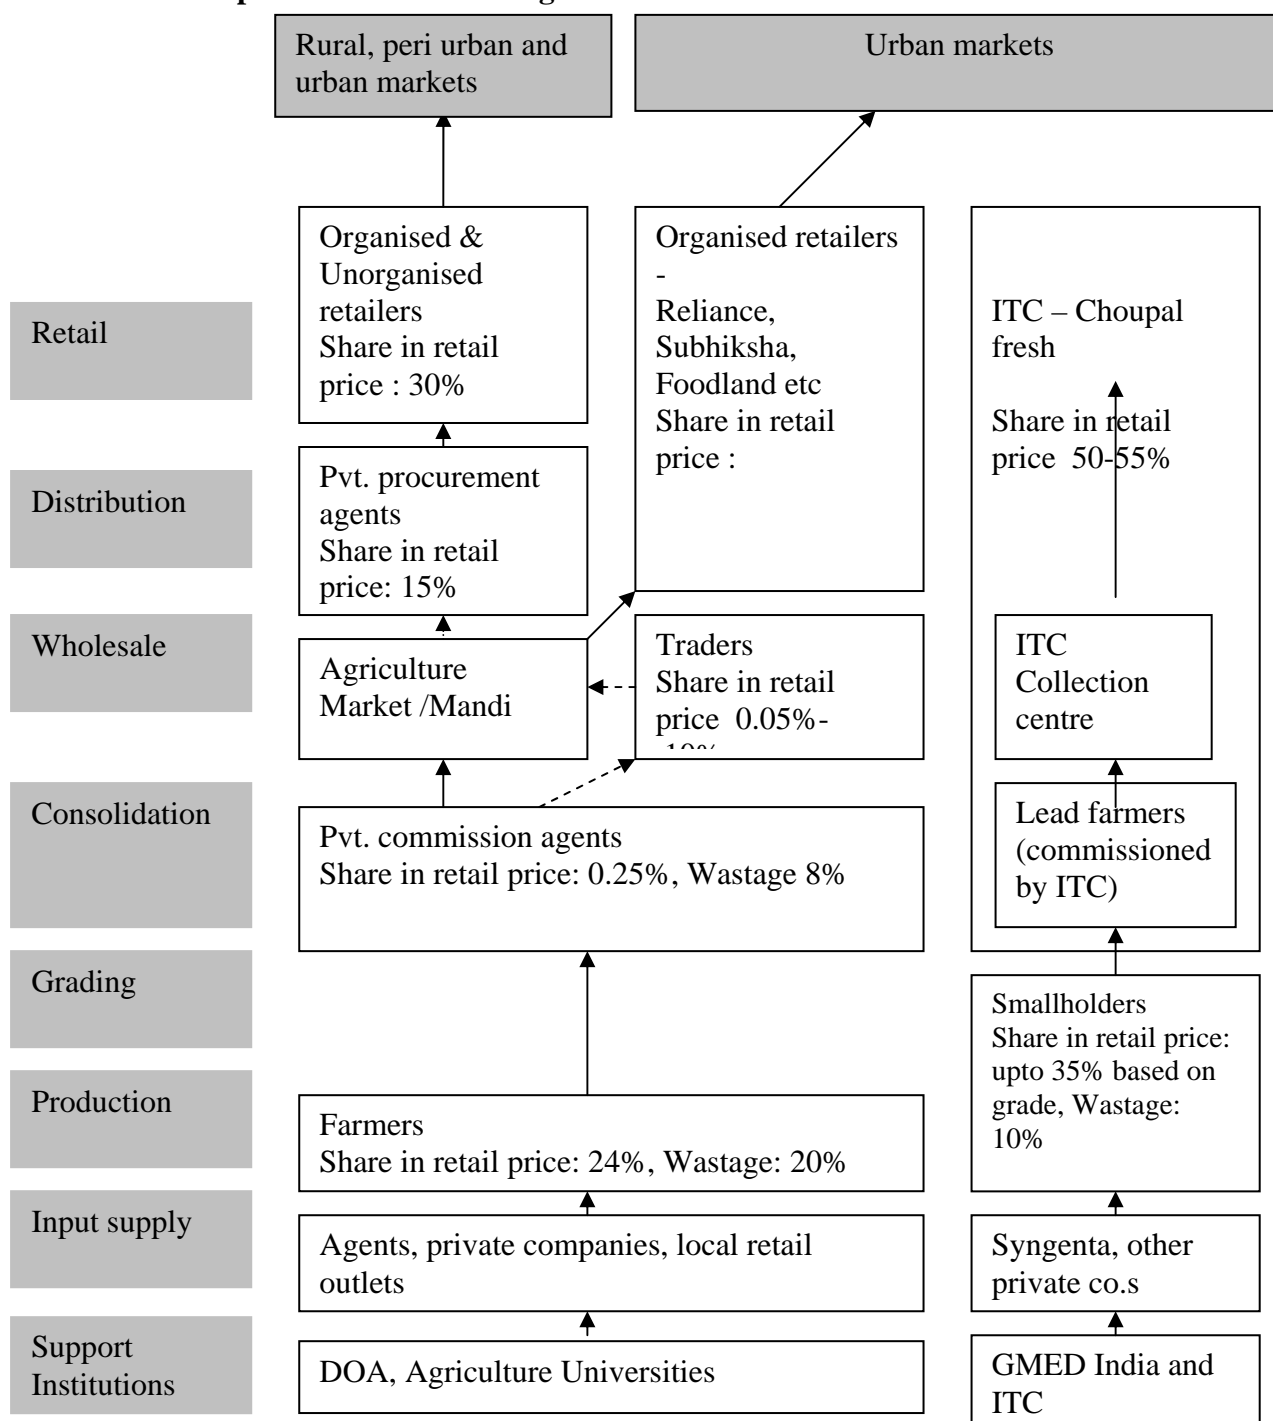 Rural, peri urban and
urban markets
Urban markets
Retail
Organised &
Unorganised
retailers
Share in retail
price : 30%
Organised retailers
-
Reliance,
Subhiksha,
Foodland etc
Share in retail
price :
ITC – Choupal
fresh
Share in retail
price 50-55%
Distribution
Pvt. procurement
agents
Share in retail
price: 15%
Wholesale
Agriculture
Market /Mandi
Traders
Share in retail
price 0.05%-
ITC
Collection
centre
Consolidation
Pvt. commission agents
Share in retail price: 0.25%, Wastage 8%
Lead farmers
(commissioned
by ITC)
Grading
Smallholders
Share in retail price:
upto 35% based on
grade, Wastage:
10%
Production
Farmers
Share in retail price: 24%, Wastage: 20%
Input supply
Agents, private companies, local retail
outlets
Syngenta, other
private co.s
Support
Institutions
DOA, Agriculture Universities
GMED India and
ITC